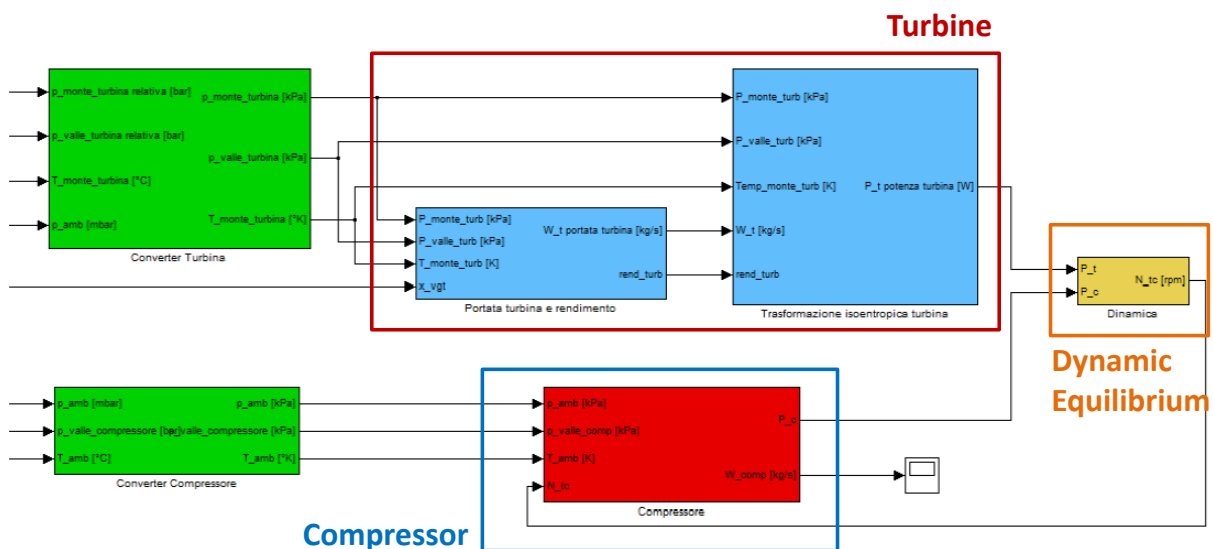 Turbine
p_monte_turbina relativa [bar]
p_valle_turbina relativa [bar]
T_monte_turbina [°C]
p_amb [mbar]
p_monte_turbina [kPa]
p_valle_turbina [kPa]
T_monte_turbina [°K]
Converter Turbina
P_monte_turb [kPa]
P_valle_turb [kPa]
T_monte_turb [K]
x_vgt
W_t portata turbina [kg/s]
rend_turb
Portata turbina e rendimento
P_monte_turb [kPa]
P_valle_turb [kPa]
Temp_monte_turb [K]
W_t [kg/s]
rend_turb
P_t potenza turbina [W]
Trasformazione isoentropica turbina
P_t
P_c
N_tc [rpm]
Dinamica
Dynamic
Equilibrium
p_amb [mbar]
p_valle_compressore [bar]
T_amb [°C]
p_amb [kPa]
p_valle_compressore [kPa]
T_amb [°K]
Converter Compressore
p_amb [kPa]
p_valle_comp [kPa]
T_amb [K]
N_tc
P_c
W_comp [kg/s]
Compressore
Compressor